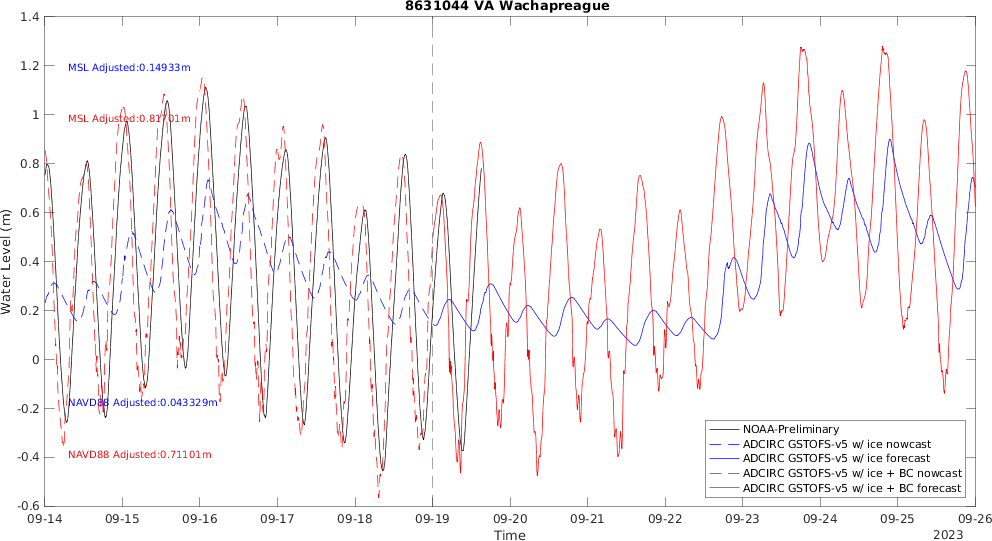 8631044 VA Wachapreague
1.4
1.2
1
0.8
0.6
0.4
0.2
0
-0.2
-0.4
-0.6
Water Level (m)
MSL Adjusted:0.14933m
MSL Adjusted:0.81701m
NAVD88 Adjusted:0.043329m
NAVD88 Adjusted:0.71101m
NOAA-Preliminary
ADCIRC GSTOFS-v5 w/ ice nowcast
ADCIRC GSTOFS-v5 w/ ice forecast
ADCIRC GSTOFS-v5 w/ ice + BC nowcast
ADCIRC GSTOFS-v5 w/ ice + BC forecast
09-14 09-15 09-16 09-17 09-18 09-19 09-20 09-21 09-22 09-23 09-24 09-25 09-26
Time
2023